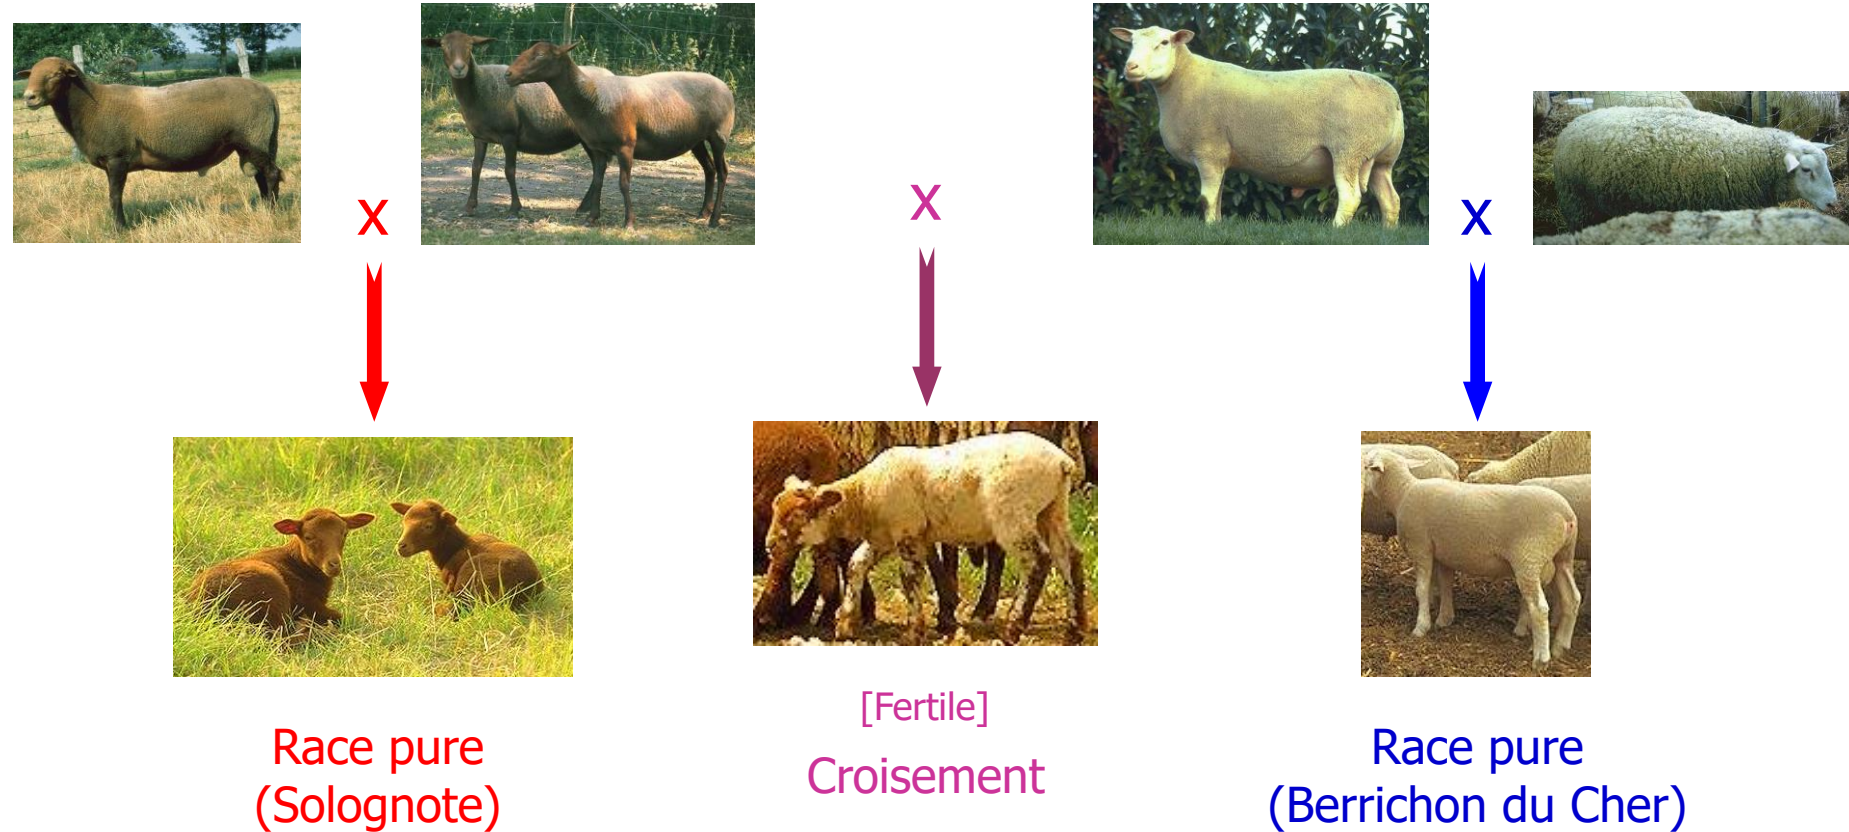 x
x
x
Race pure
(Solognote)
[Fertile]
Croisement
Race pure
(Berrichon du Cher)